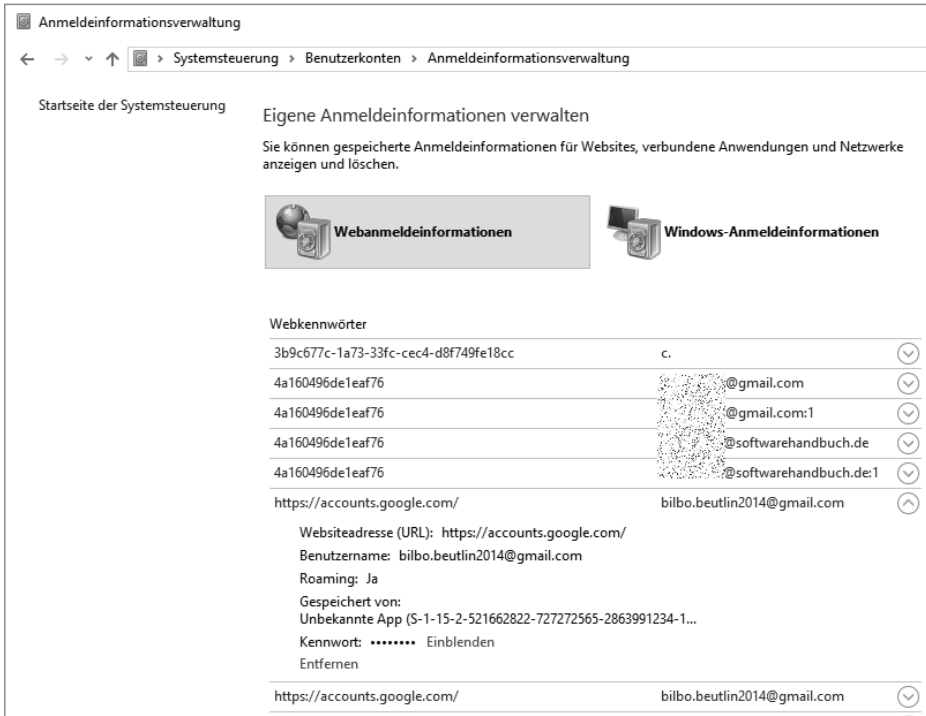 Anmeldeinformationsverwaltung
Systemsteuerung › Benutzerkonten › Anmeldeinformationsverwaltung
Startseite der Systemsteuerung
Eigene Anmeldeinformationen verwalten
Sie können gespeicherte Anmeldeinformationen für Websites, verbundene Anwendungen und Netzwerke
anzeigen und löschen.
Webanmeldeinformationen
Windows-Anmeldeinformationen
Webkennwörter
3b9c677c-1a73-33fc-cec4-d8f749fe18cc c.
4a160496de1eaf76 @gmail.com
4a160496de1eaf76 @gmail.com:1
4a160496de1eaf76 @softwarehandbuch.de
4a160496de1eaf76 @softwarehandbuch.de:1
https://accounts.google.com/ bilbo.beutlin2014@gmail.com
Websiteadresse (URL): https://accounts.google.com/
Benutzername: bilbo.beutlin2014@gmail.com
Roaming: Ja
Gespeichert von:
Unbekannte App (S-1-15-2-521662822-727272565-2863991234-1...
Kennwort: •••••••• Einblenden
Entfernen
https://accounts.google.com/ bilbo.beutlin2014@gmail.com